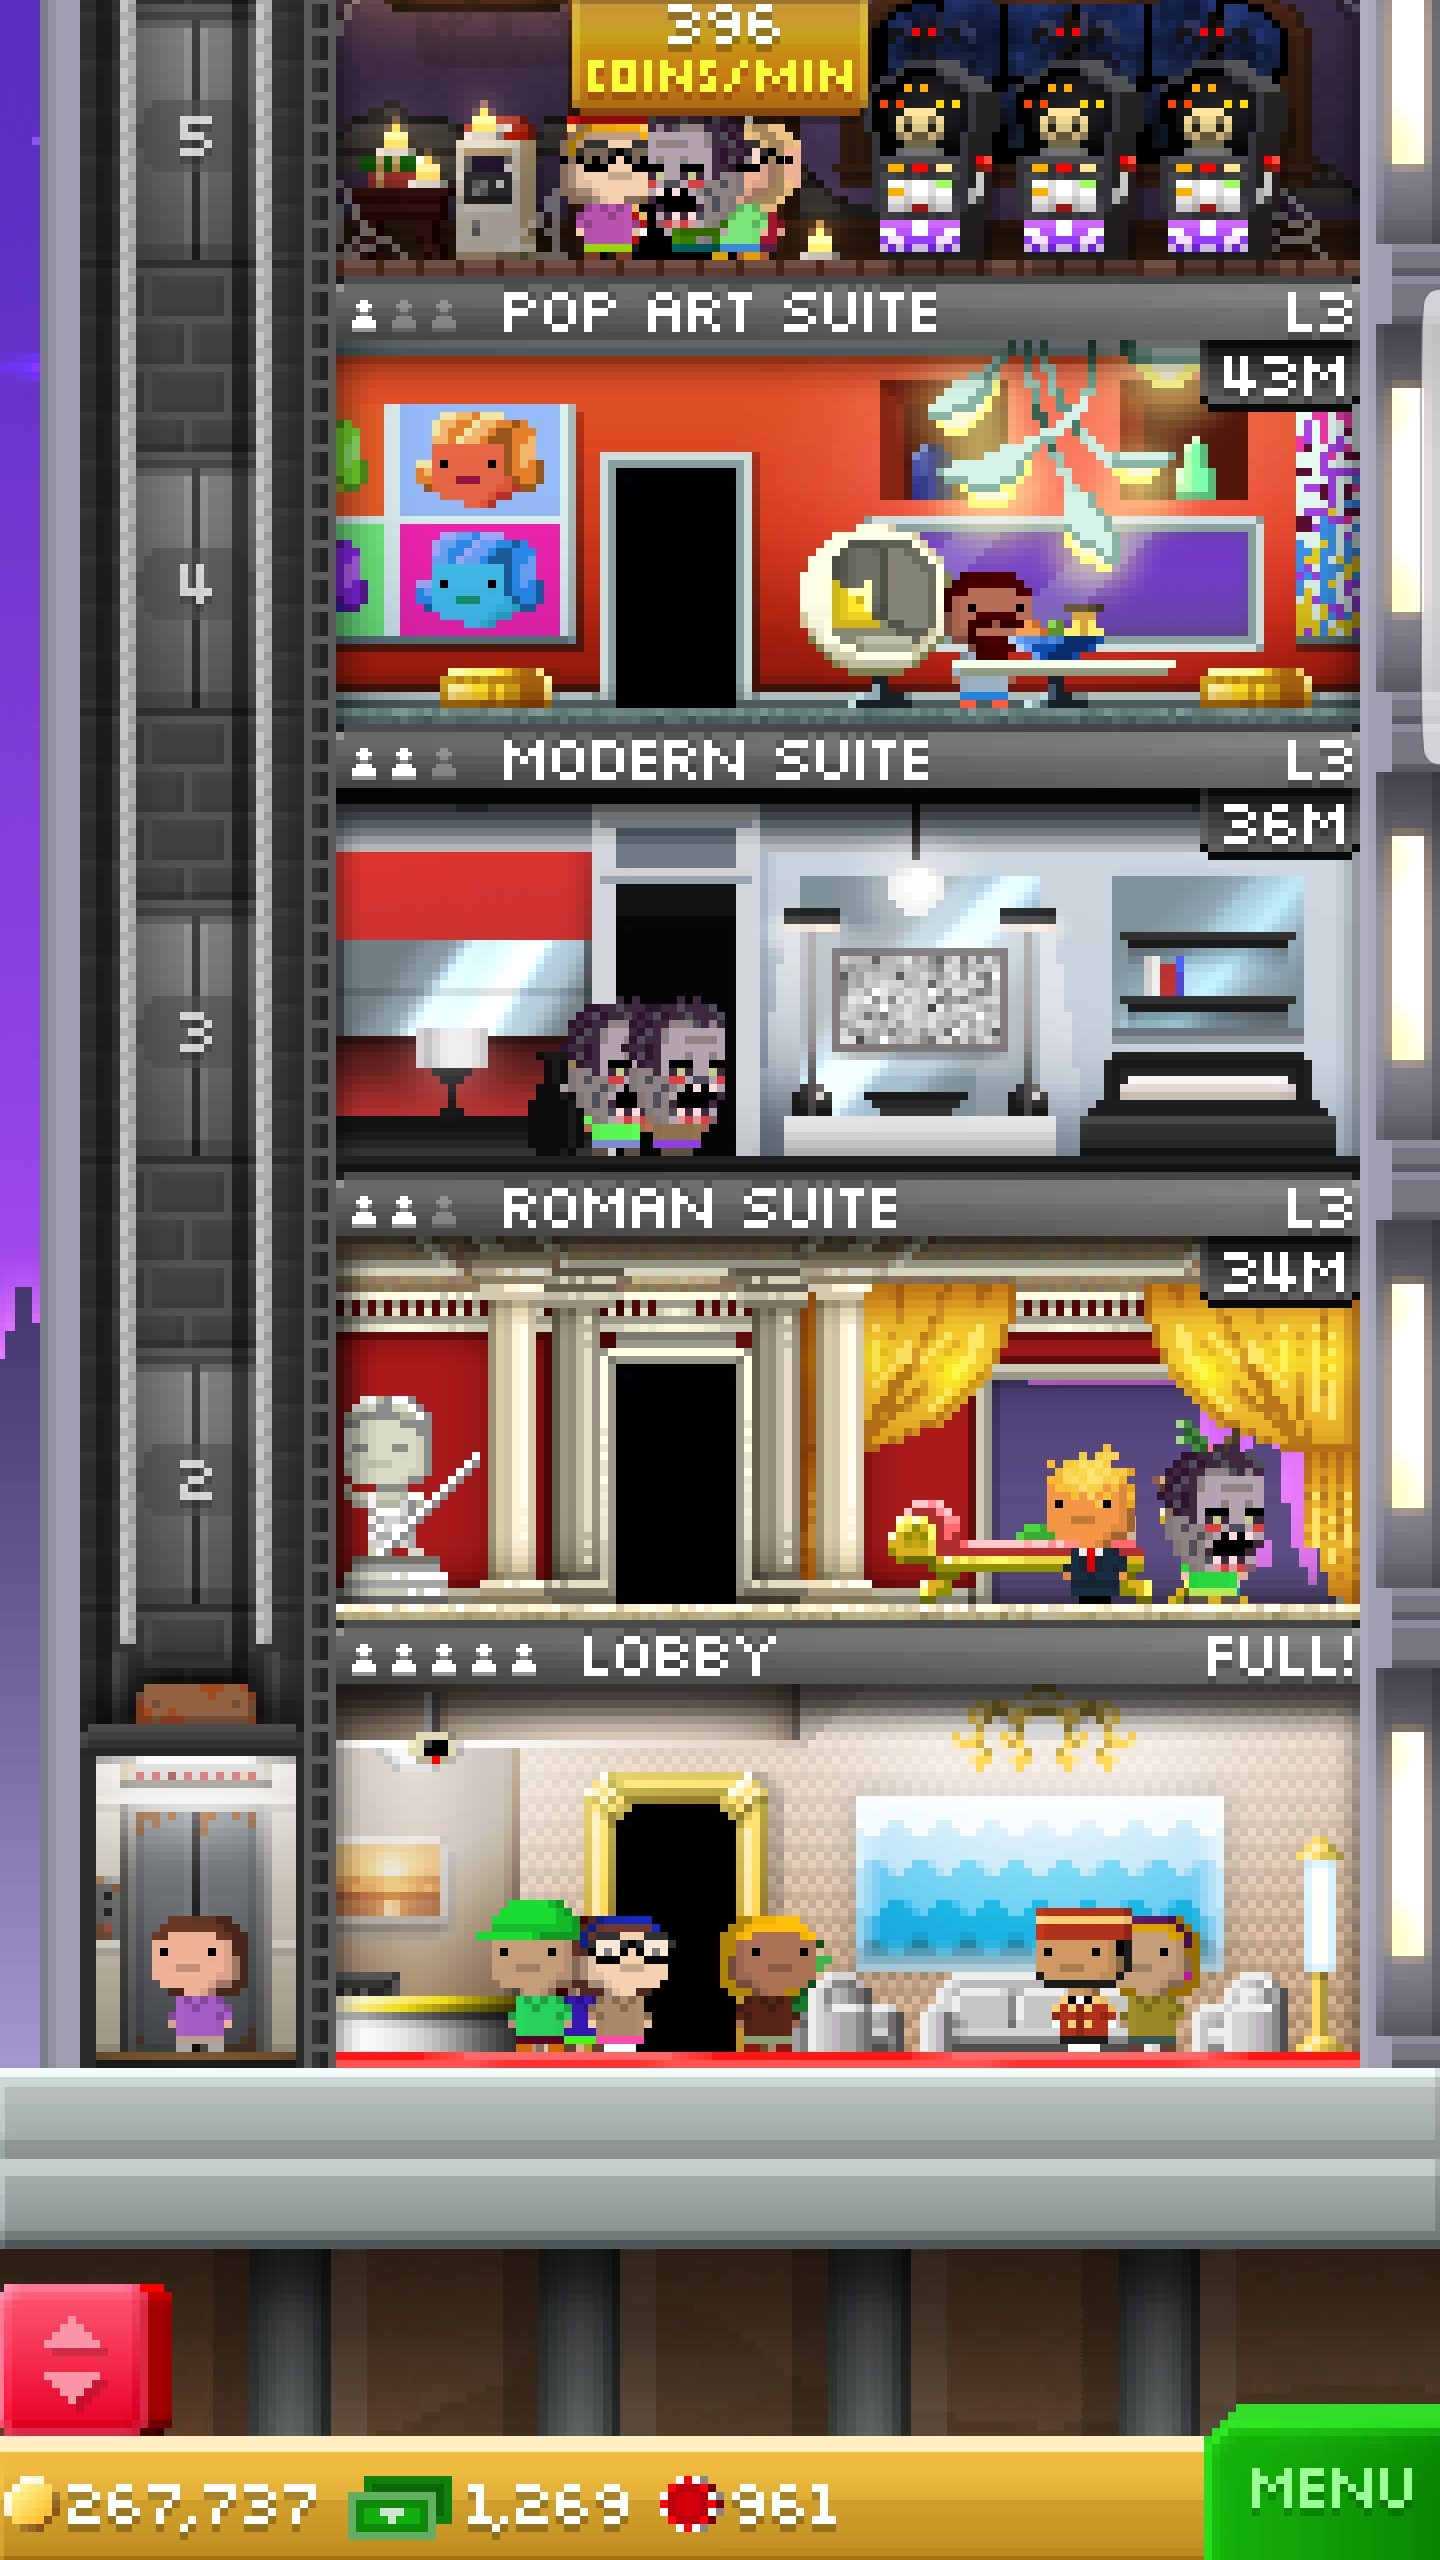 396
COINS/MIN
5
POP ART SUITE L3
43M
4
MODERN SUITE L3
36M
3
ROMAN SUITE L3
34M
2
LOBBY FULL!
267,737 1,269 961 MENU